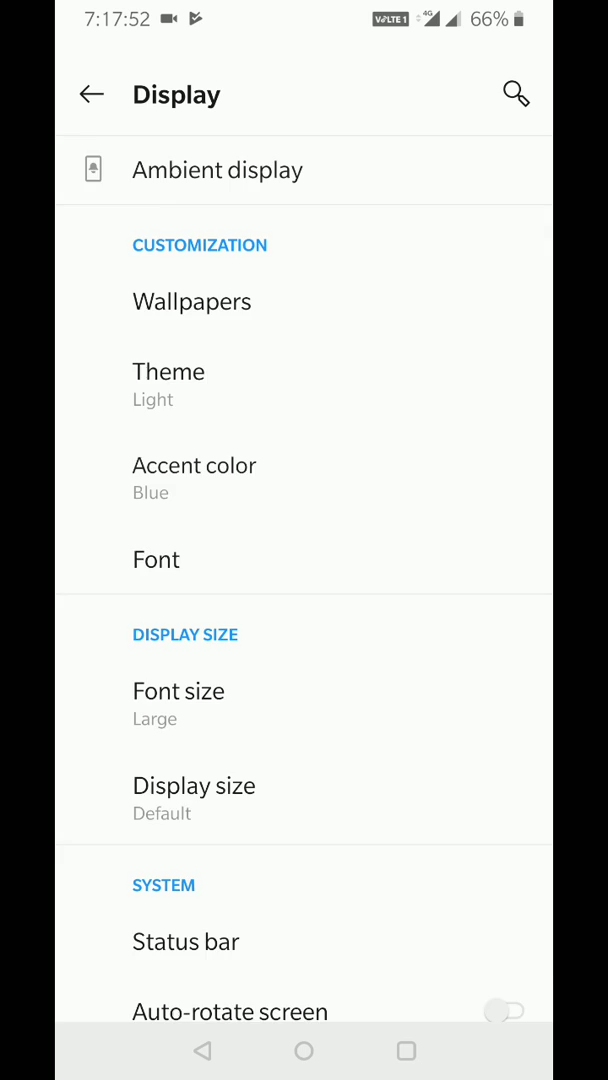 7:17:52 VoLTE 1 4G 66%
Display
Ambient display
CUSTOMIZATION
Wallpapers
Theme
Light
Accent color
Blue
Font
DISPLAY SIZE
Font size
Large
Display size
Default
SYSTEM
Status bar
Auto-rotate screen